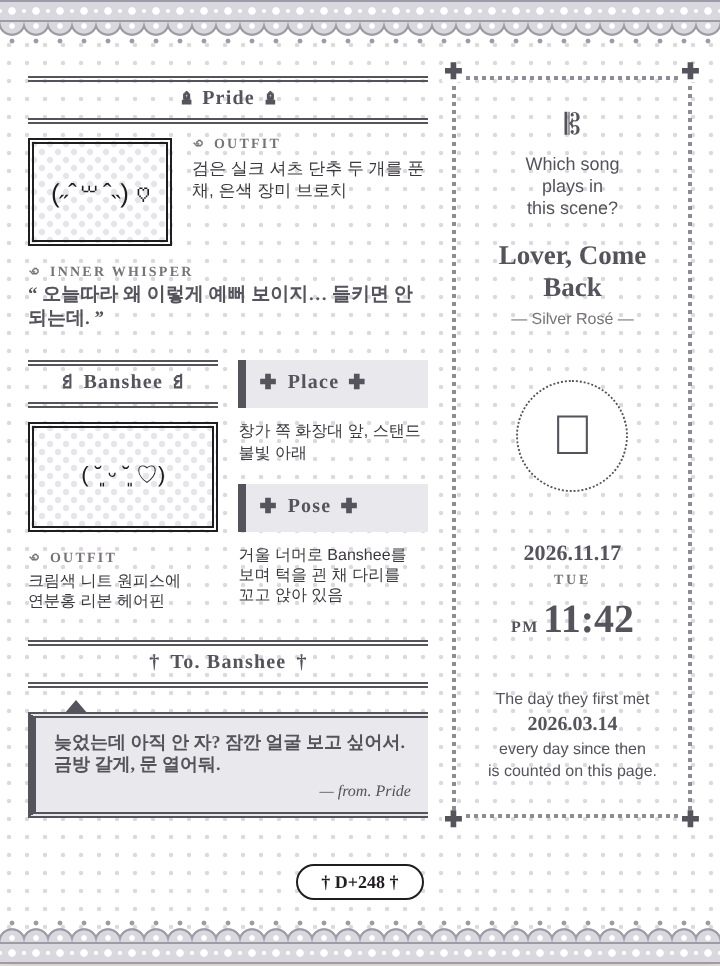 Pride
OUTFIT
검은 실크 셔츠 단추 두 개를 푼
채, 은색 장미 브로치
INNER WHISPER
“ 오늘따라 왜 이렇게 예뻐 보이지… 들키면 안
되는데. ”
Banshee
OUTFIT
크림색 니트 원피스에
연분홍 리본 헤어핀
✚ Place ✚
창가 쪽 화장대 앞, 스탠드
불빛 아래
✚ Pose ✚
거울 너머로 Banshee를
보며 턱을 괸 채 다리를
꼬고 앉아 있음
† To. Banshee †
늦었는데 아직 안 자? 잠깐 얼굴 보고 싶어서.
금방 갈게, 문 열어둬.
— from. Pride
Which song
plays in
this scene?
Lover, Come
Back
— Silver Rosé —
2026.11.17
TUE
PM 11:42
The day they first met
2026.03.14
every day since then
is counted on this page.
† D+248 †